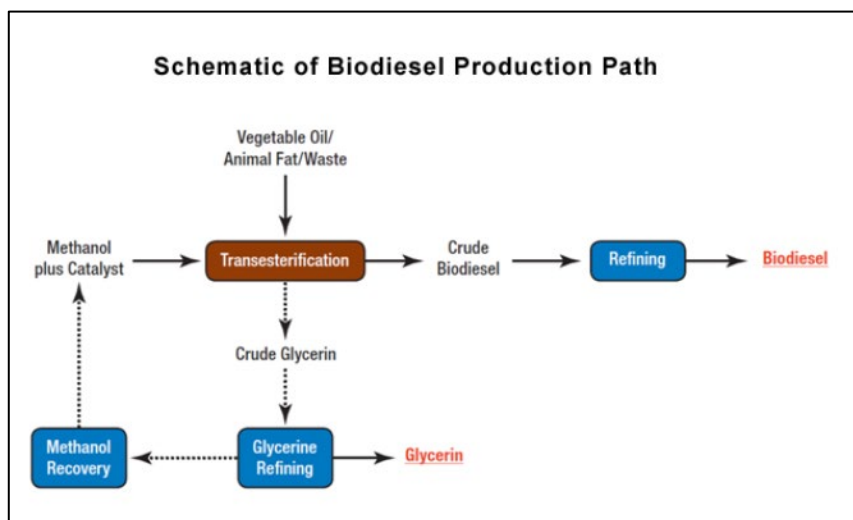 Schematic of Biodiesel Production Path
Vegetable Oil/
Animal Fat/Waste
Methanol
plus Catalyst
Transesterification
Crude
Biodiesel
Refining
Biodiesel
Crude Glycerin
Methanol
Recovery
Glycerine
Refining
Glycerin